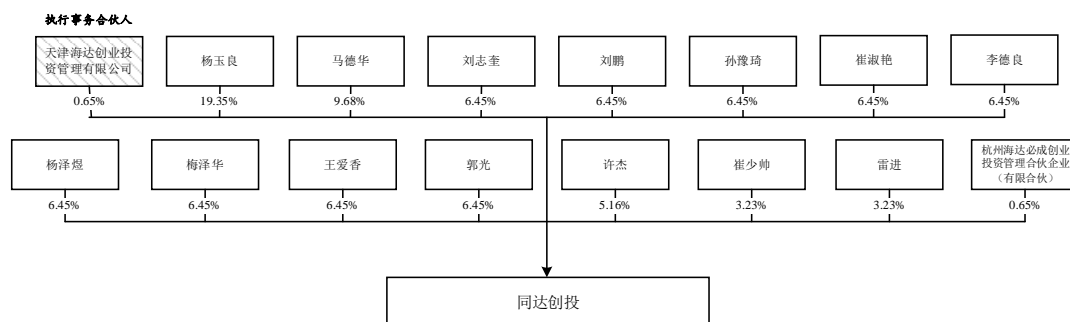 执行事务合伙人
天津海达创业投
资管理有限公司
杨玉良
马德华
刘志奎
刘鹏
孙豫琦
崔淑艳
李德良
0.65%
19.35%
9.68%
6.45%
6.45%
6.45%
6.45%
6.45%
杨泽煜
梅泽华
王爱香
郭光
许杰
崔少帅
雷进
杭州海达必成创业
投资管理合伙企业
（有限合伙）
6.45%
6.45%
6.45%
6.45%
5.16%
3.23%
3.23%
0.65%
同达创投